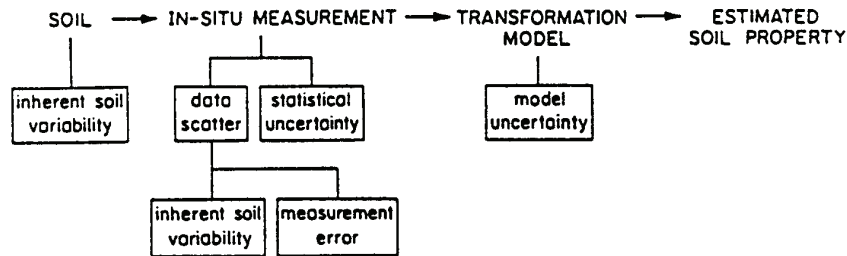 SOIL
IN-SITU MEASUREMENT
TRANSFORMATION
MODEL
ESTIMATED
SOIL PROPERTY
inherent soil
variability
data
scatter
statistical
uncertainty
model
uncertainty
inherent soil
variability
measurement
error